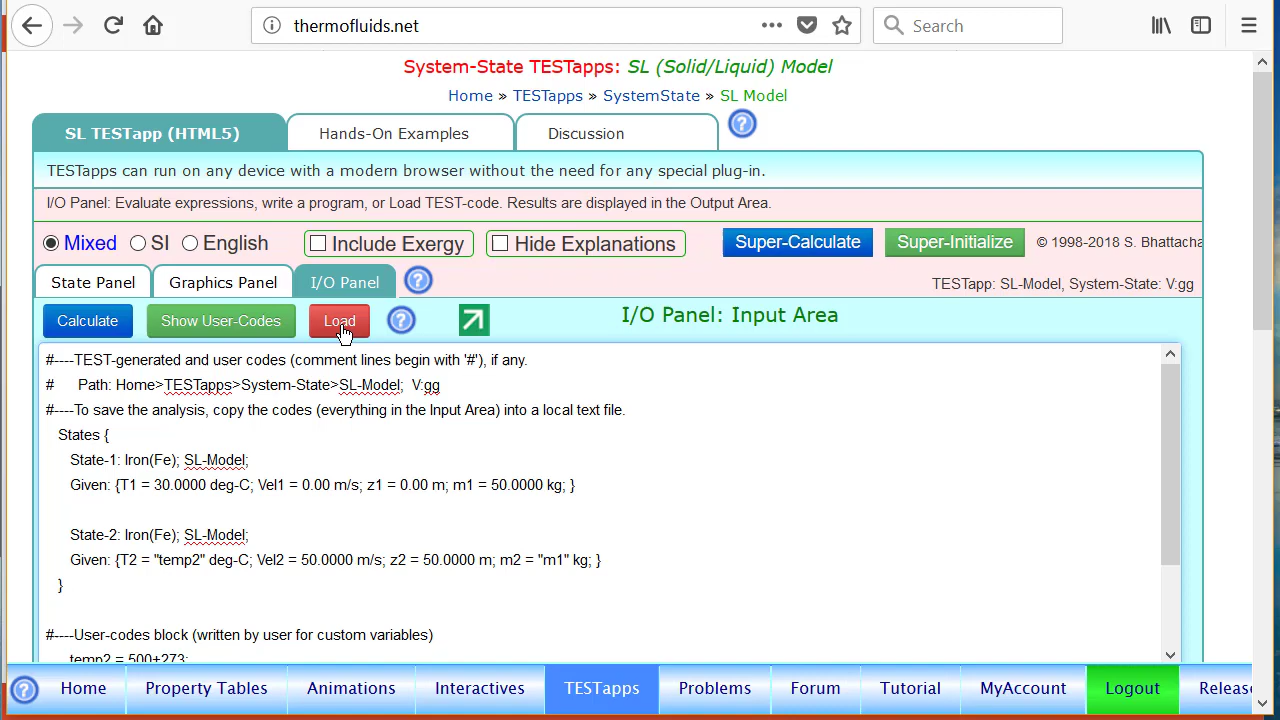 thermofluids.net
Search
System-State TESTapps: SL (Solid/Liquid) Model
Home » TESTapps » SystemState » SL Model
SL TESTapp (HTML5)
Hands-On Examples
Discussion
TESTapps can run on any device with a modern browser without the need for any special plug-in.
I/O Panel: Evaluate expressions, write a program, or Load TEST-code. Results are displayed in the Output Area.
Mixed SI English Include Exergy Hide Explanations Super-Calculate Super-Initialize © 1998-2018 S. Bhattacha
State Panel Graphics Panel I/O Panel TESTapp: SL-Model, System-State: V:gg
Calculate Show User-Codes Load I/O Panel: Input Area
#----TEST-generated and user codes (comment lines begin with '#'), if any.
# Path: Home>TESTapps>System-State>SL-Model; V:gg
#----To save the analysis, copy the codes (everything in the Input Area) into a local text file.
States {
State-1: Iron(Fe); SL-Model;
Given: {T1 = 30.0000 deg-C; Vel1 = 0.00 m/s; z1 = 0.00 m; m1 = 50.0000 kg; }
State-2: Iron(Fe); SL-Model;
Given: {T2 = "temp2" deg-C; Vel2 = 50.0000 m/s; z2 = 50.0000 m; m2 = "m1" kg; }
}
#----User-codes block (written by user for custom variables)
temp2 = 500+273;
Home Property Tables Animations Interactives TESTapps Problems Forum Tutorial MyAccount Logout Releas